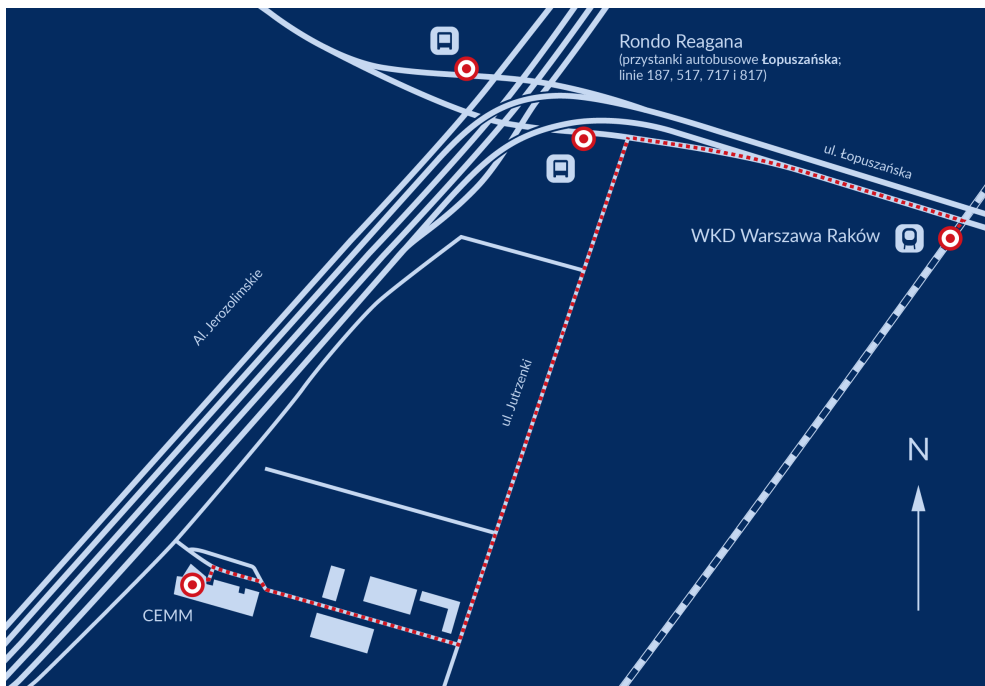 Rondo Reagana
(przystanki autobusowe Łopuszańska;
linie 187, 517, 717 i 817)
ul. Łopuszańska
WKD Warszawa Raków
Al. Jerozolimskie
ul. Jutrzenki
N
CEMM